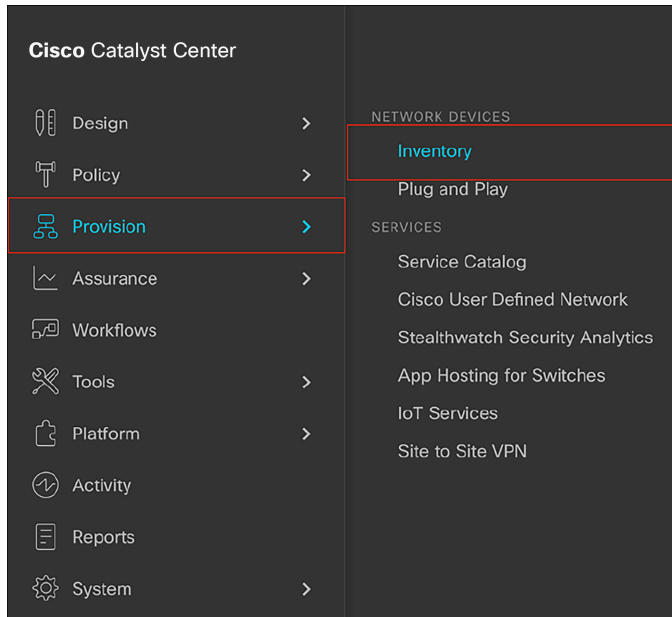 Cisco Catalyst Center
Design
Policy
Provision
Assurance
Workflows
Tools
Platform
Activity
Reports
System
NETWORK DEVICES
Inventory
Plug and Play
SERVICES
Service Catalog
Cisco User Defined Network
Stealthwatch Security Analytics
App Hosting for Switches
IoT Services
Site to Site VPN